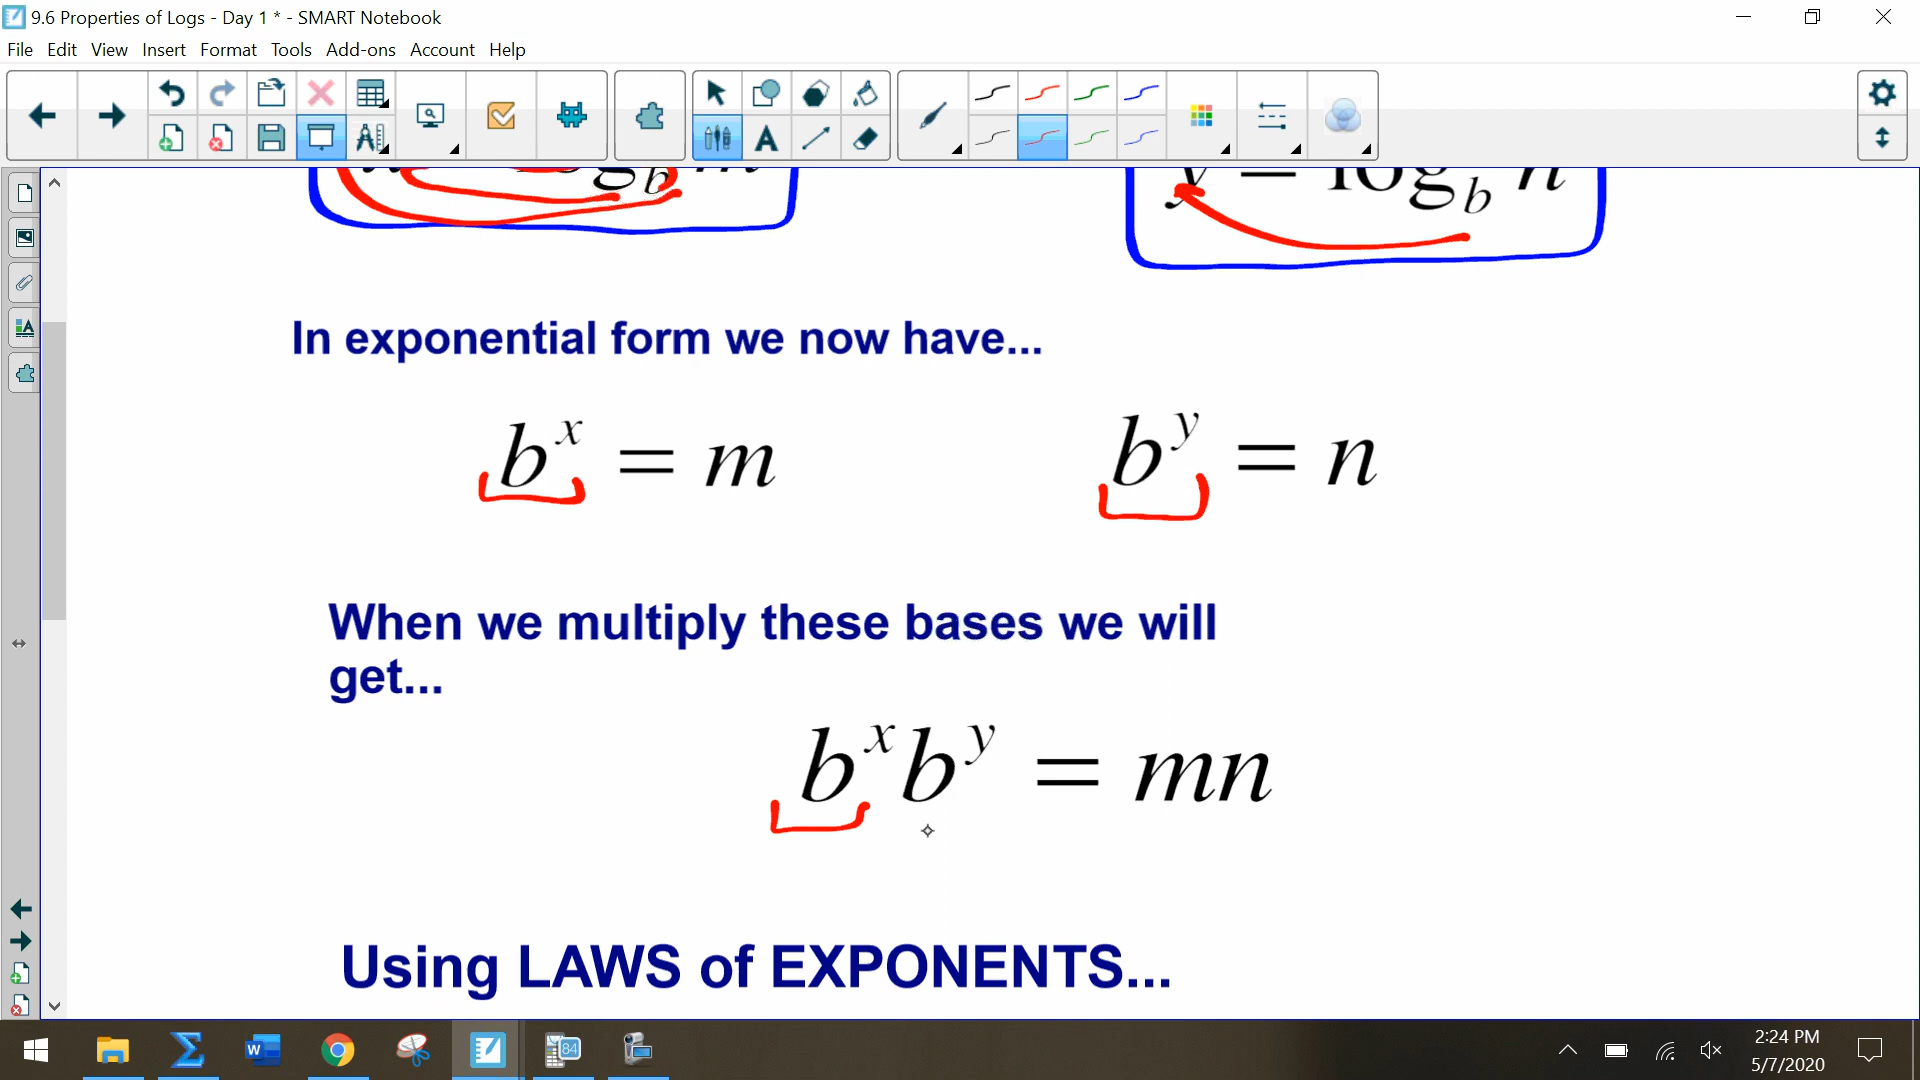 9.6 Properties of Logs - Day 1 * - SMART Notebook
File Edit View Insert Format Tools Add-ons Account Help
y = log_b n
In exponential form we now have...
b^x = m b^y = n
When we multiply these bases we will
get...
b^x b^y = mn
Using LAWS of EXPONENTS...
2:24 PM
5/7/2020